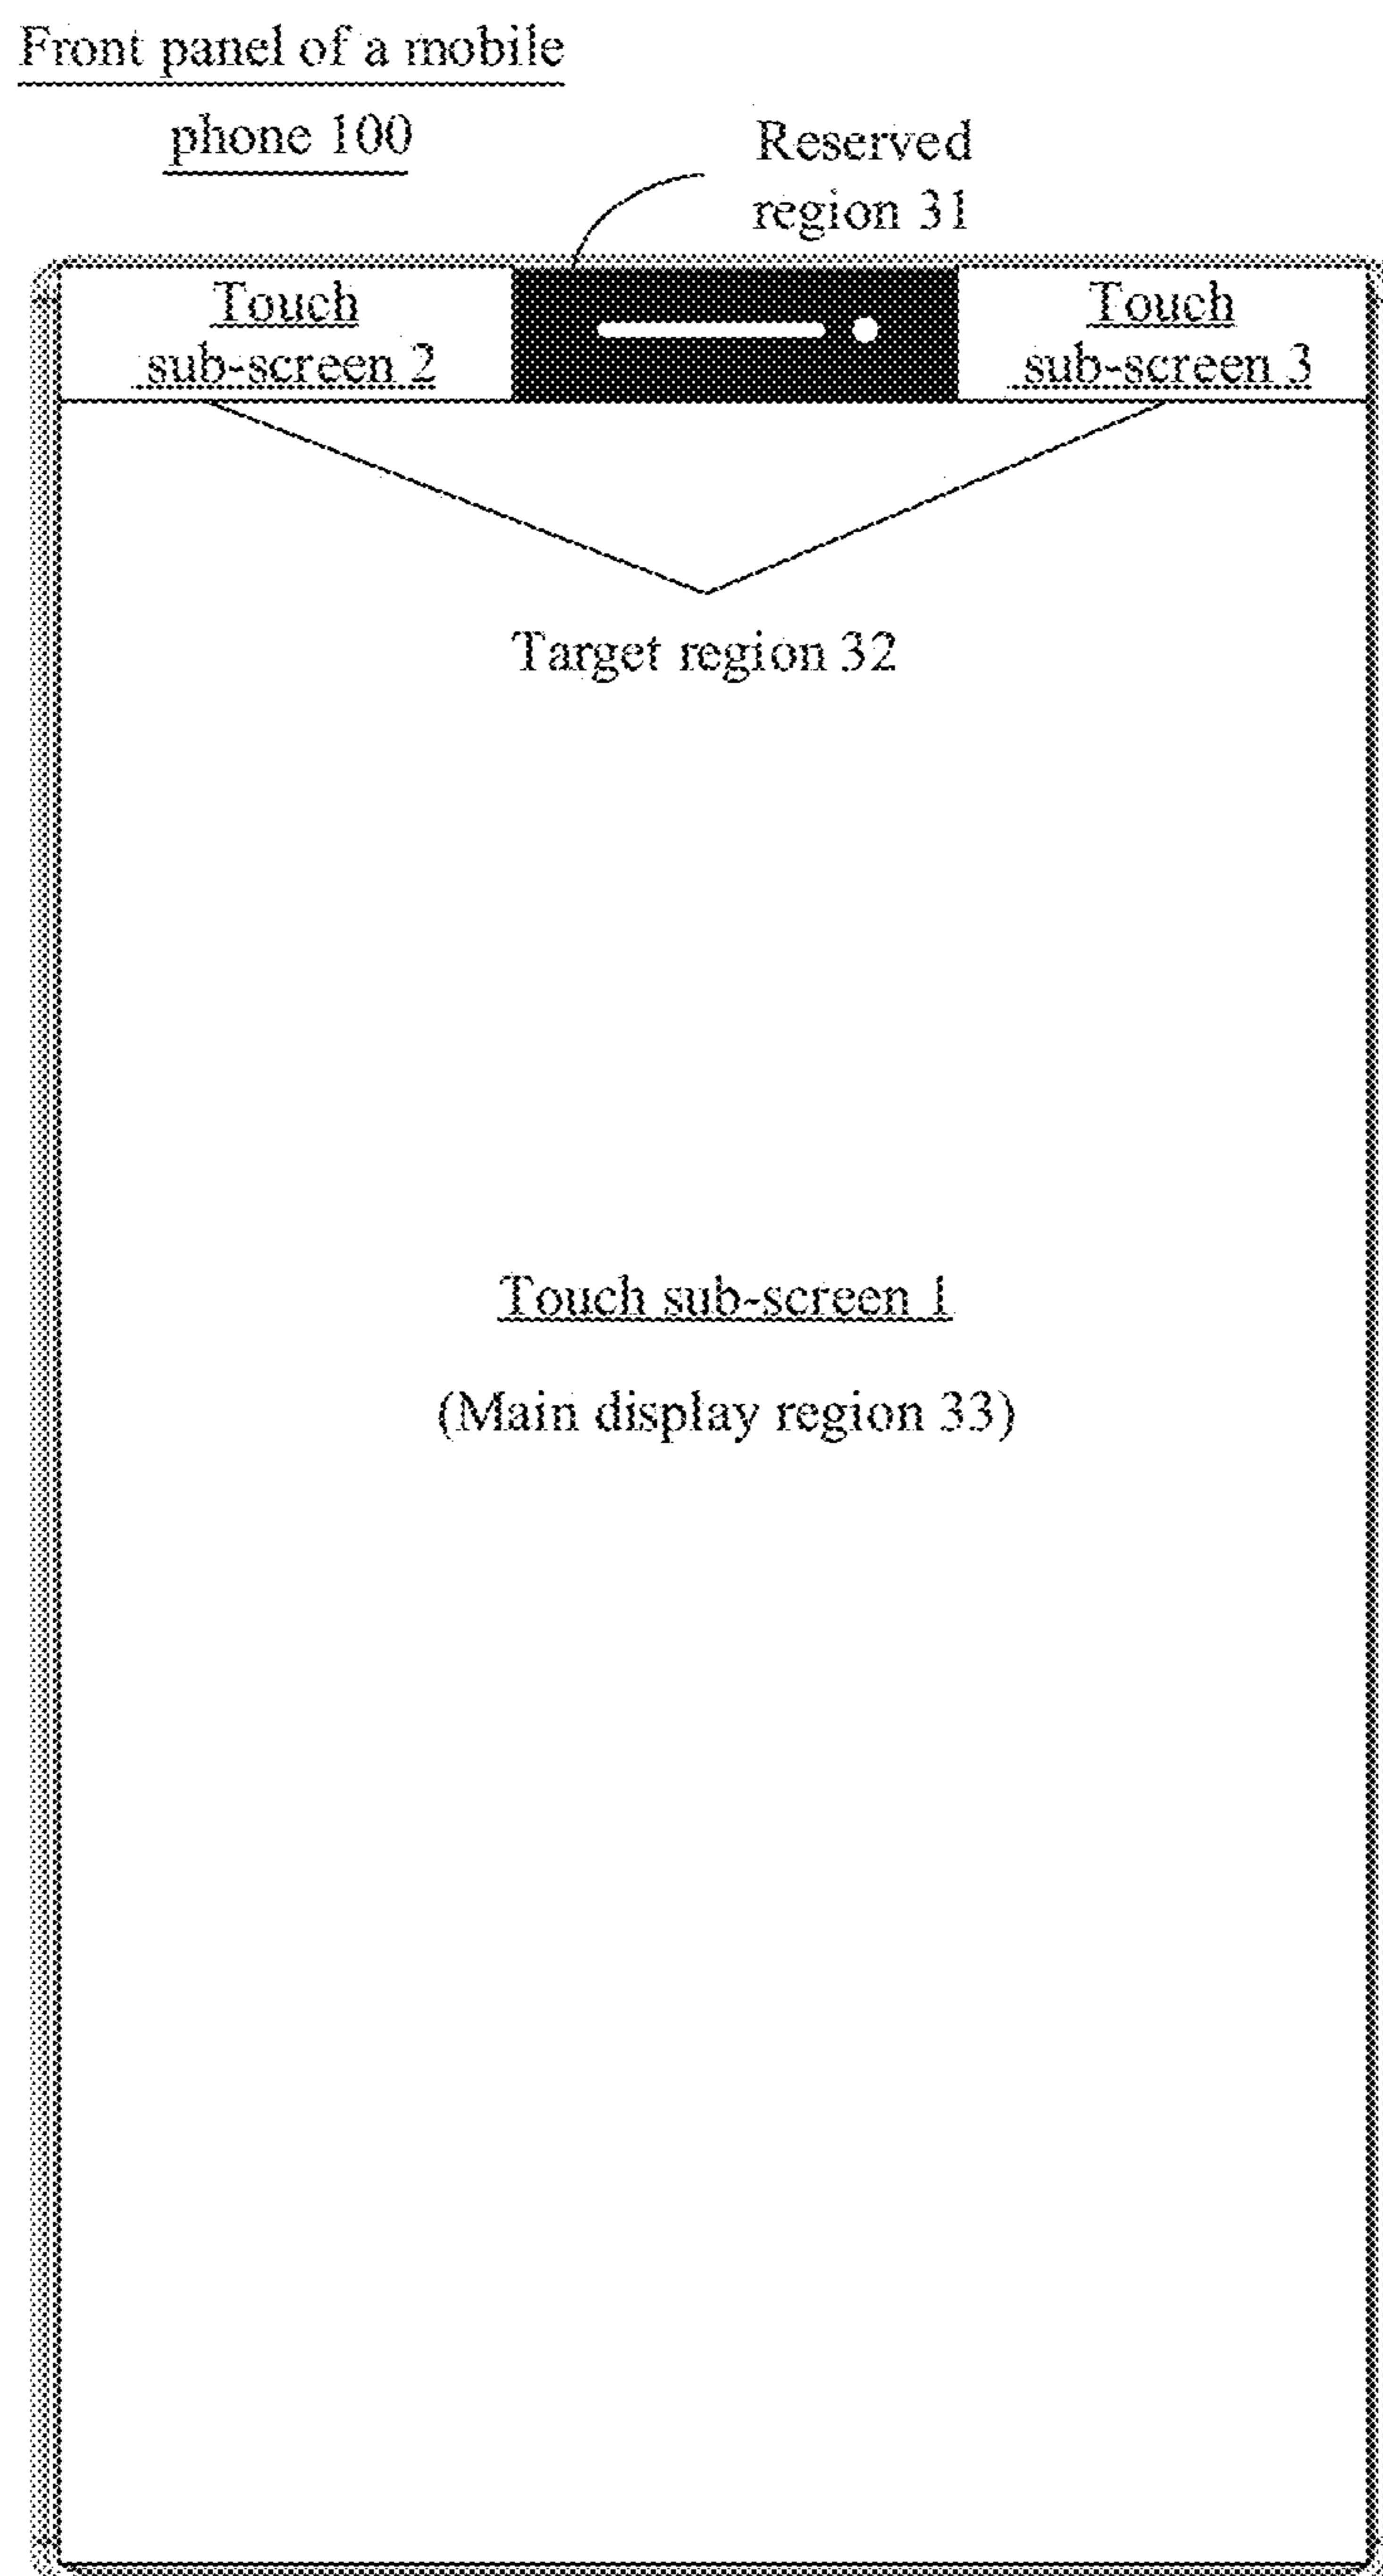 Front panel of a mobile
phone 100
Reserved
region 31
Touch
sub-screen 2
Touch
sub-screen 3
Target region 32
Touch sub-screen 1
(Main display region 33)